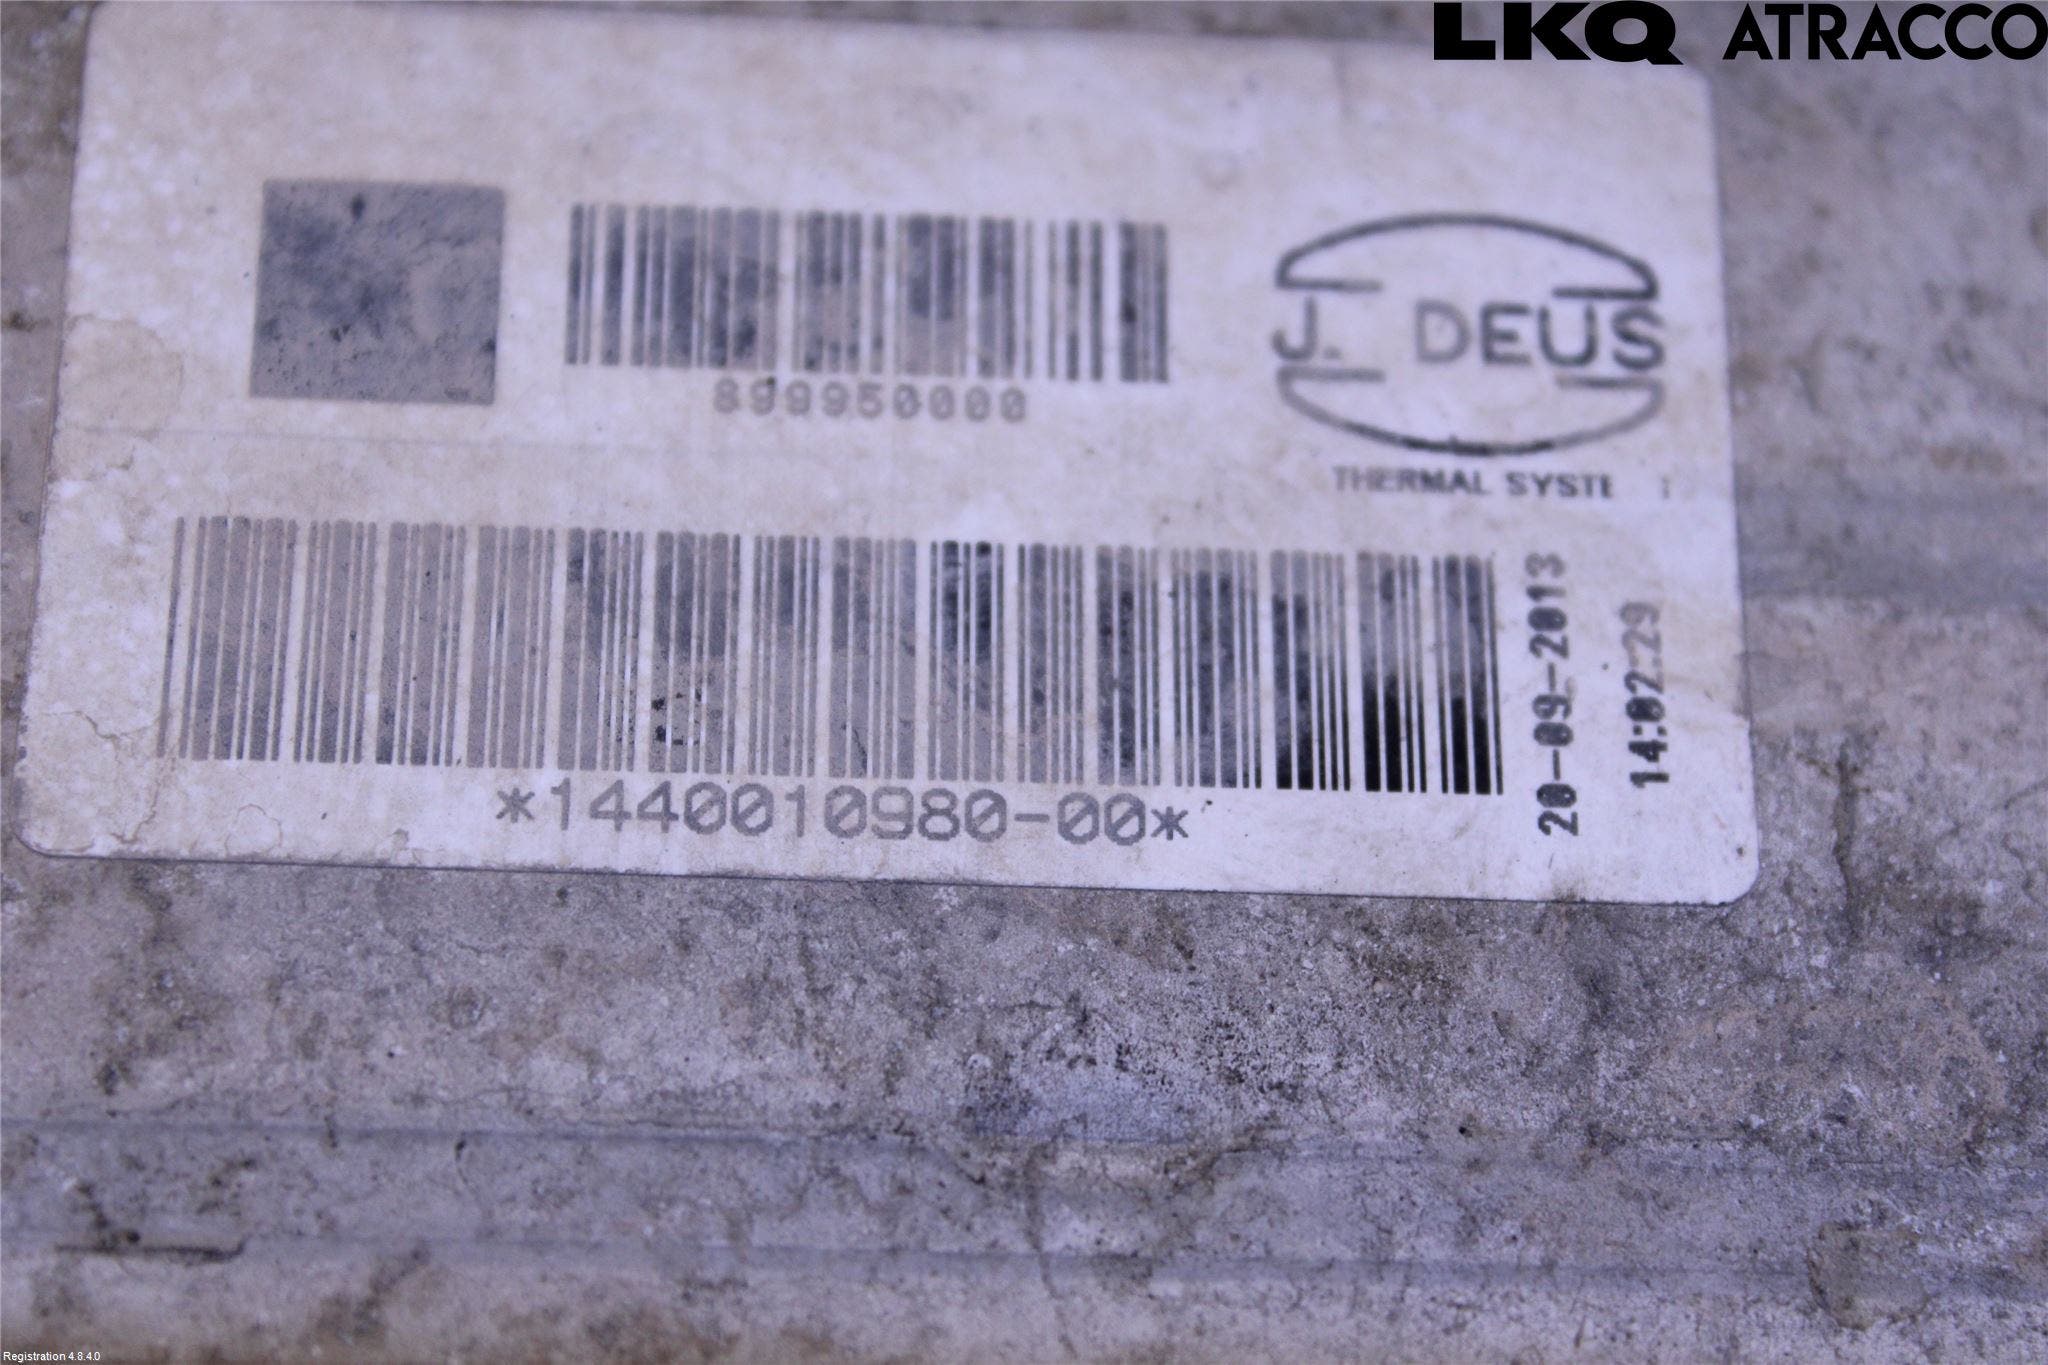 LKQ ATRACCO
J. DEUS
899950000
THERMAL SYSTE
*1440010980-00*
20-09-2013
14:02:29
Registration 4.8.4.0